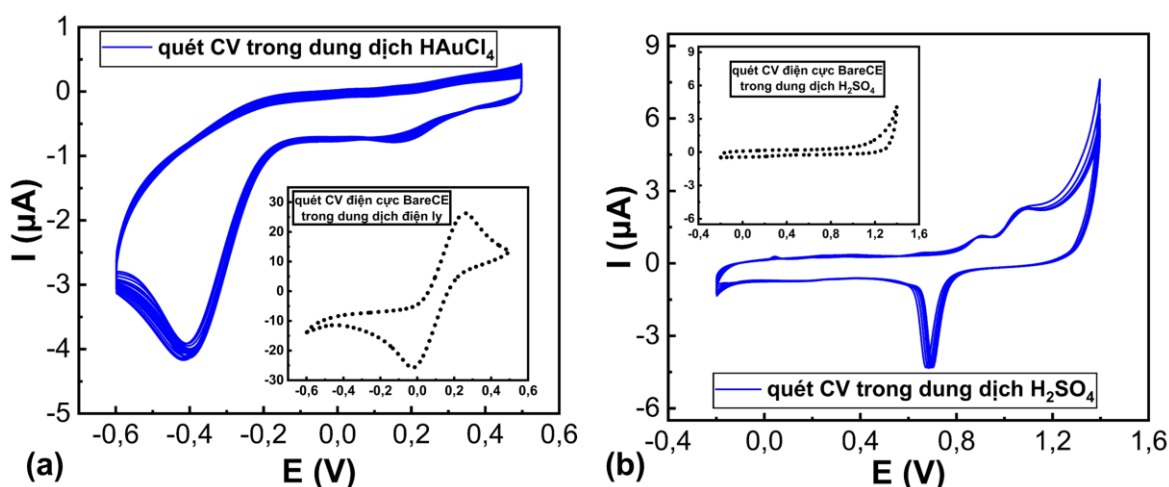 quét CV trong dung dịch HAuCl₄
1
0
-1
-2
-3
-4
-5
I (µA)
-0,6 -0,4 -0,2 0,0 0,2 0,4 0,6
E (V)
(a)
quét CV điện cực BareCE
trong dung dịch điện ly
30
20
10
0
-10
-20
-30
-0,6 -0,3 0,0 0,2 0,4 0,6
9
6
3
0
-3
-6
I (µA)
quét CV điện cực BareCE
trong dung dịch H₂SO₄
9
6
3
0
-3
-6
-0,4 0,0 0,4 0,8 1,2 1,6
quét CV trong dung dịch H₂SO₄
-0,4 0,0 0,4 0,8 1,2 1,6
E (V)
(b)